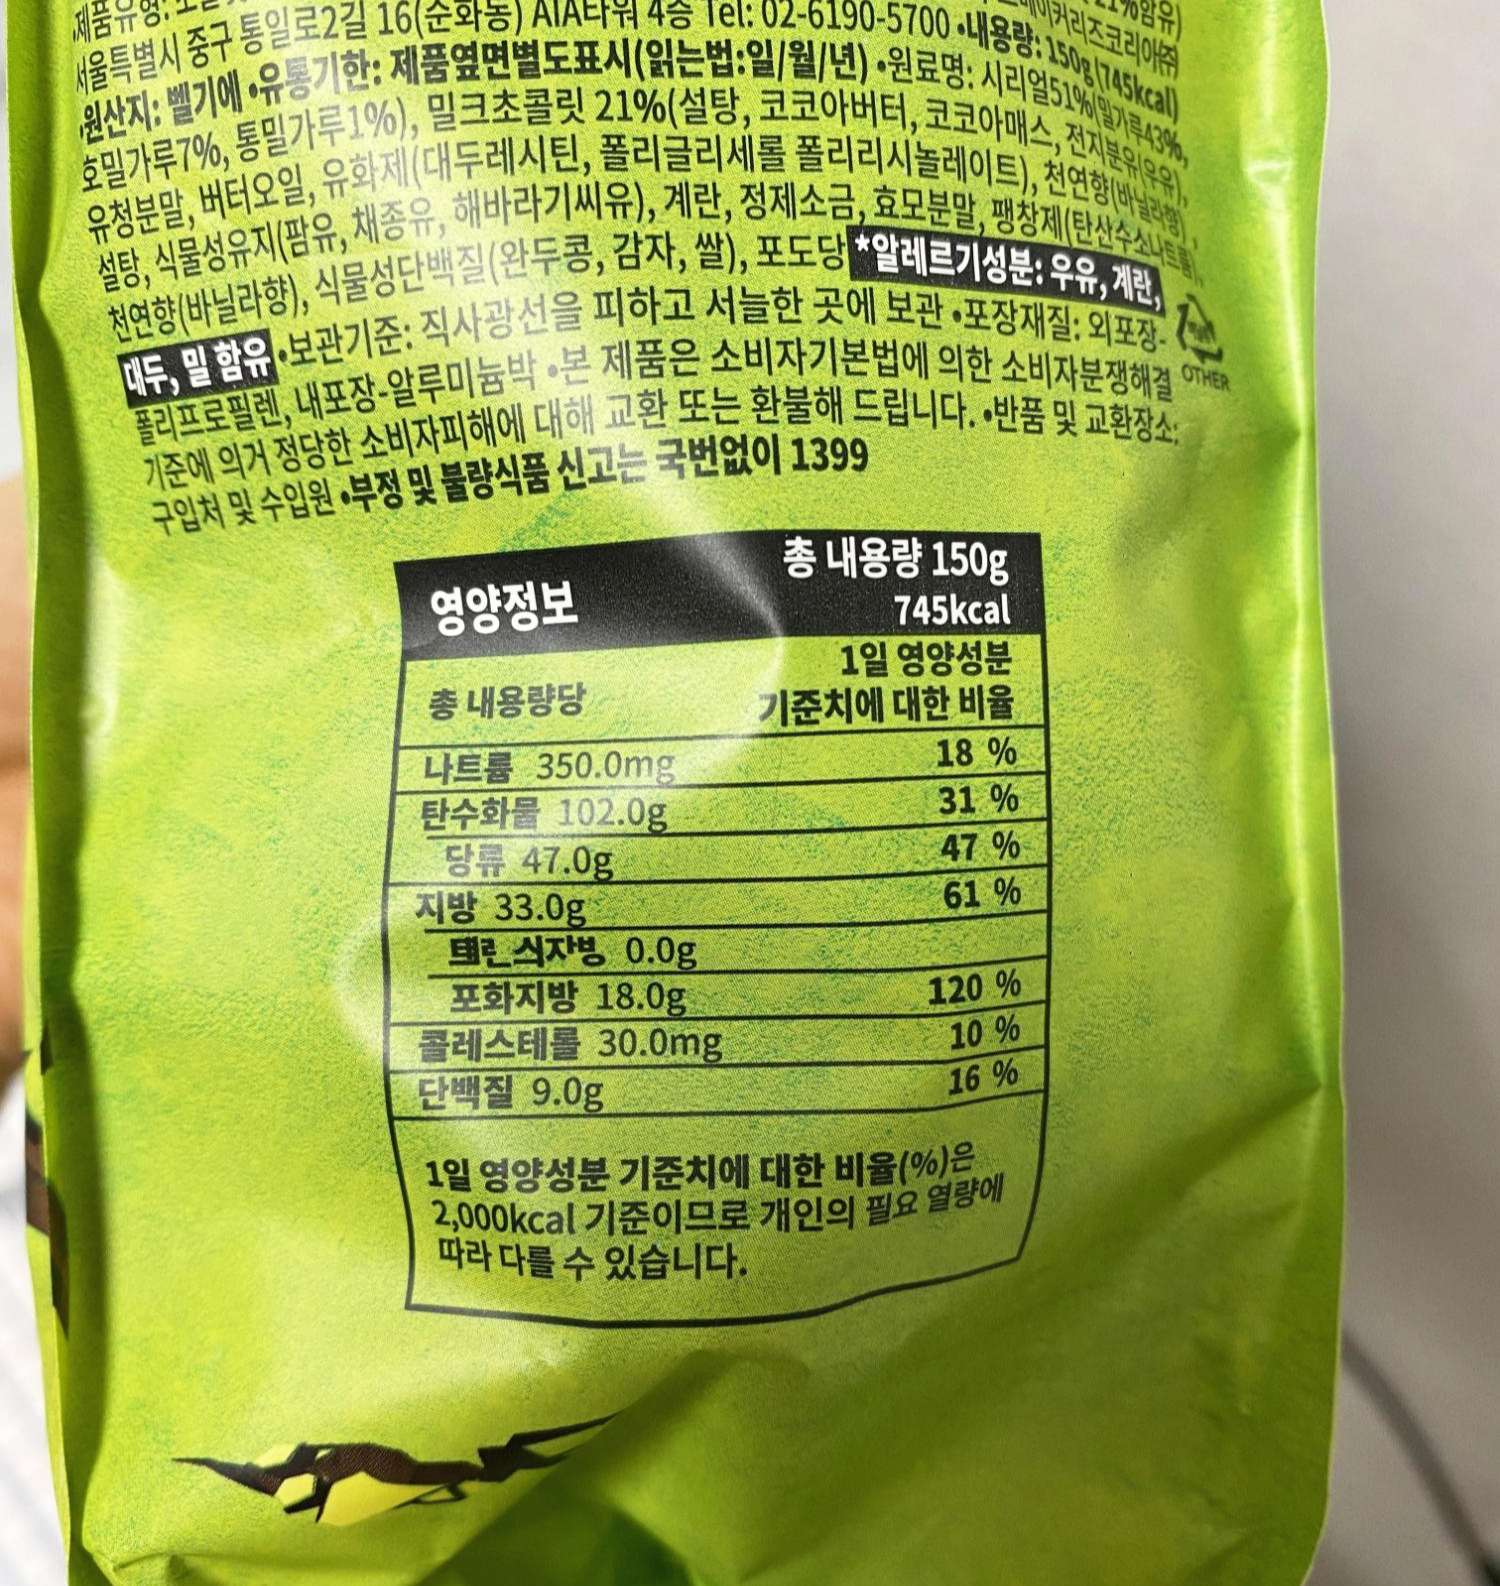 제품유형:
서울특별시 중구 통일로2길 16(순화동) AIA타워 4층 Tel: 02-6190-5700 •내용량: 150g(745kcal)
•원산지: 벨기에 •유통기한: 제품옆면별도표시(읽는법:일/월/년) •원료명: 시리얼51%(밀가루43%,
호밀가루7%, 통밀가루1%), 밀크초콜릿 21%(설탕, 코코아버터, 코코아매스, 전지분유(우유),
유청분말, 버터오일, 유화제(대두레시틴, 폴리글리세롤 폴리리시놀레이트), 천연향(바닐라향),
설탕, 식물성유지(팜유, 채종유, 해바라기씨유), 계란, 정제소금, 효모분말, 팽창제(탄산수소나트륨),
천연향(바닐라향), 식물성단백질(완두콩, 감자, 쌀), 포도당 *알레르기성분: 우유, 계란,
대두, 밀 함유 •보관기준: 직사광선을 피하고 서늘한 곳에 보관 •포장재질: 외포장-
폴리프로필렌, 내포장-알루미늄박 •본 제품은 소비자기본법에 의한 소비자분쟁해결
OTHER
기준에 의거 정당한 소비자피해에 대해 교환 또는 환불해 드립니다. •반품 및 교환장소:
구입처 및 수입원 •부정 및 불량식품 신고는 국번없이 1399
영양정보
총 내용량 150g
745kcal
총 내용량당
1일 영양성분
기준치에 대한 비율
나트륨 350.0mg 18 %
탄수화물 102.0g 31 %
당류 47.0g 47 %
지방 33.0g 61 %
0.0g
포화지방 18.0g 120 %
콜레스테롤 30.0mg 10 %
단백질 9.0g 16 %
1일 영양성분 기준치에 대한 비율(%)은
2,000kcal 기준이므로 개인의 필요 열량에
따라 다를 수 있습니다.